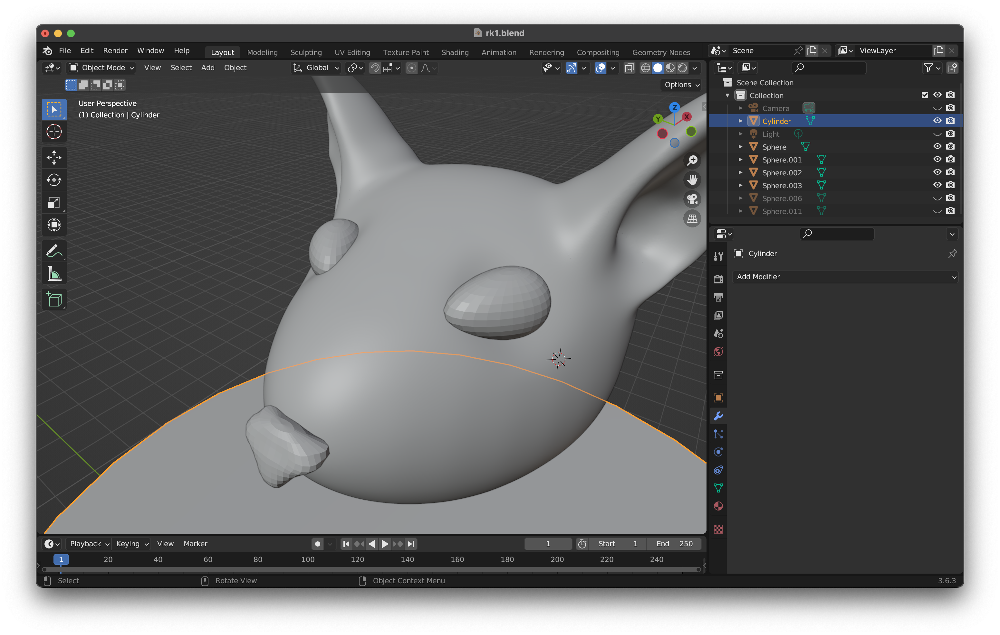 rk1.blend
File Edit Render Window Help Layout Modeling Sculpting UV Editing Texture Paint Shading Animation Rendering Compositing Geometry Nodes Scene ViewLayer
Object Mode View Select Add Object Global
Options
User Perspective
(1) Collection | Cylinder
Z
Y X
Scene Collection
Collection
Camera
Cylinder
Light
Sphere
Sphere.001
Sphere.002
Sphere.003
Sphere.006
Sphere.011
Cylinder
Add Modifier
Playback Keying View Marker 1 Start 1 End 250
1 20 40 60 80 100 120 140 160 180 200 220 240
Select Rotate View Object Context Menu 3.6.3